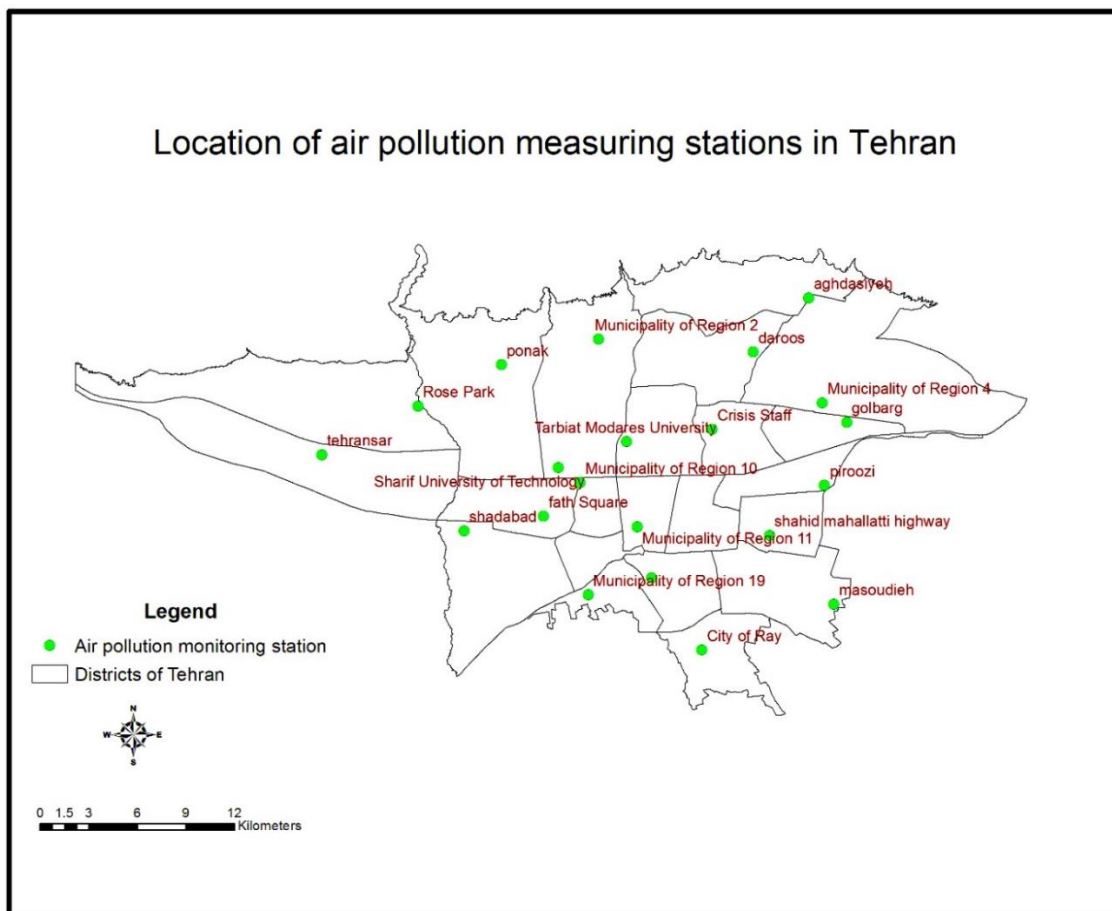 Location of air pollution measuring stations in Tehran
aghdasiyeh
Municipality of Region 2
daroos
ponak
Rose Park
Municipality of Region 4
golbarg
Crisis Staff
Tarbiat Modares University
tehransar
Municipality of Region 10
piroozi
Sharif University of Technology
fath Square
shadabad
shahid mahallatti highway
Municipality of Region 11
Municipality of Region 19
masoudieh
City of Ray
Legend
Air pollution monitoring station
Districts of Tehran
N
W E
S
0 1.5 3 6 9 12
Kilometers